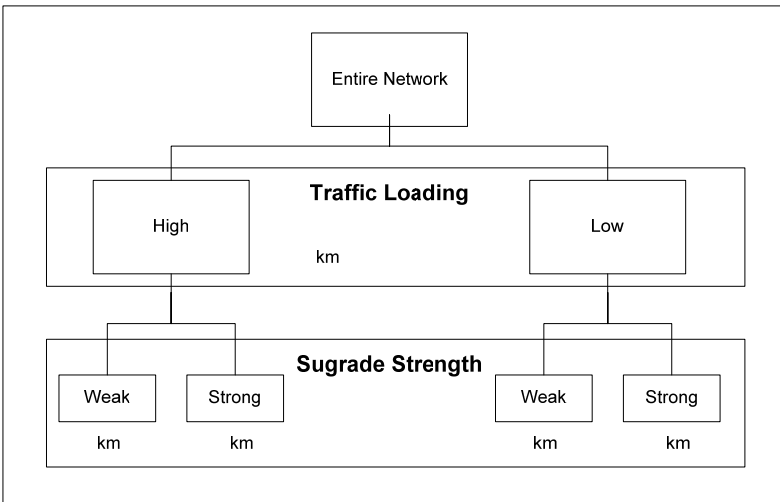 Entire Network
Traffic Loading
High
Low
km
Sugrade Strength
Weak
Strong
Weak
Strong
km
km
km
km